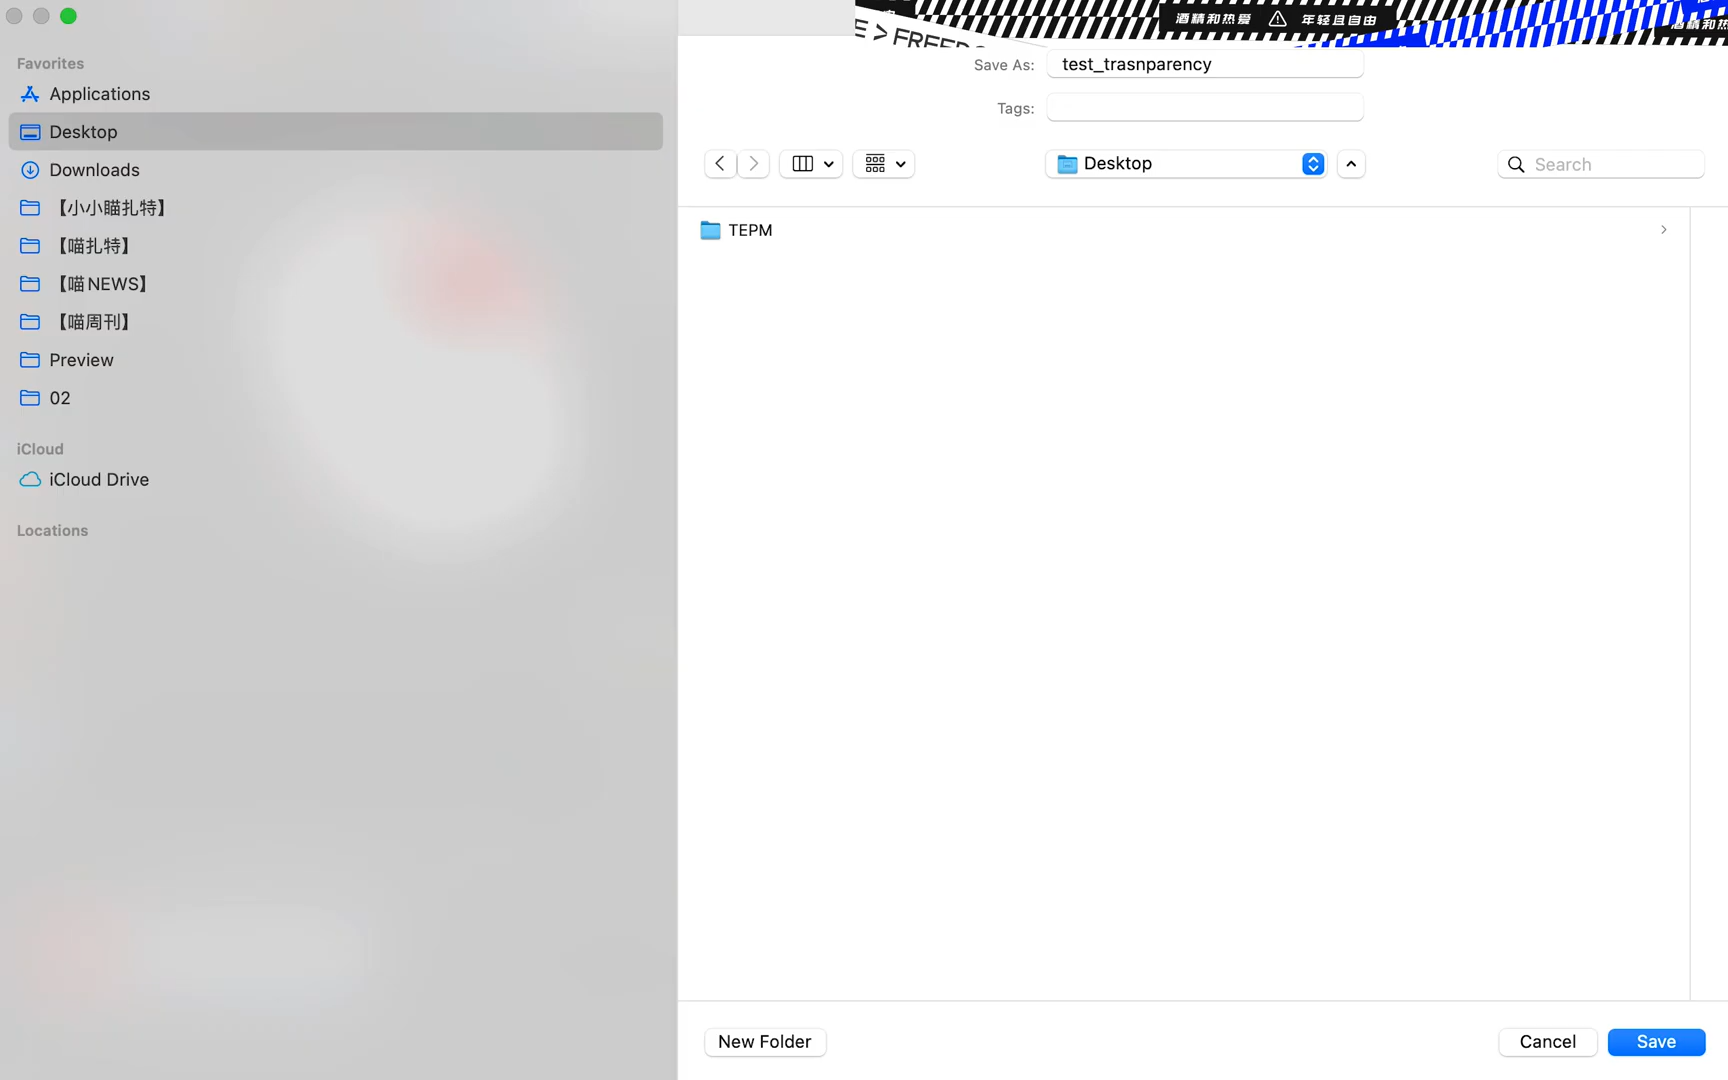 酒精和热爱 年轻且自由
E > FREED
Favorites
Applications
Desktop
Downloads
【小小瞄扎特】
【喵扎特】
【喵NEWS】
【喵周刊】
Preview
02
iCloud
iCloud Drive
Locations
Save As: test_trasnparency
Tags:
Desktop
Search
TEPM
New Folder
Cancel
Save